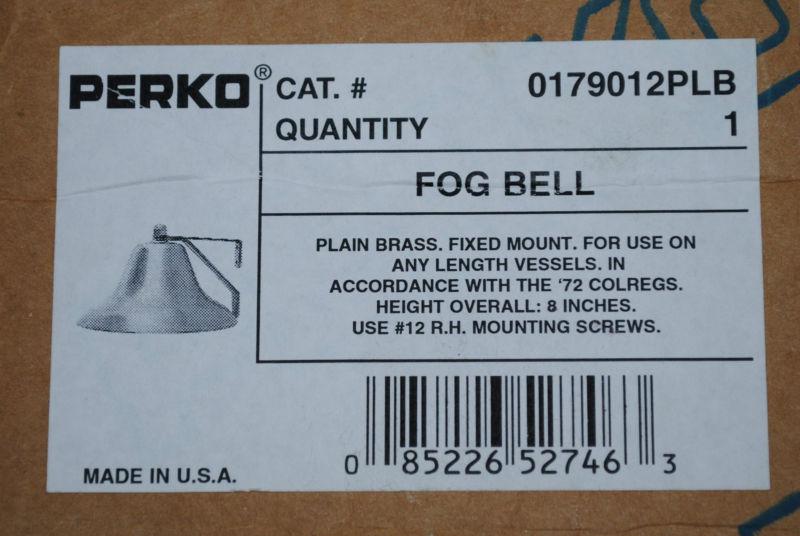 PERKO®
CAT. # 0179012PLB
QUANTITY 1
FOG BELL
PLAIN BRASS. FIXED MOUNT. FOR USE ON
ANY LENGTH VESSELS. IN
ACCORDANCE WITH THE '72 COLREGS.
HEIGHT OVERALL: 8 INCHES.
USE #12 R.H. MOUNTING SCREWS.
0 85226 52746 3
MADE IN U.S.A.